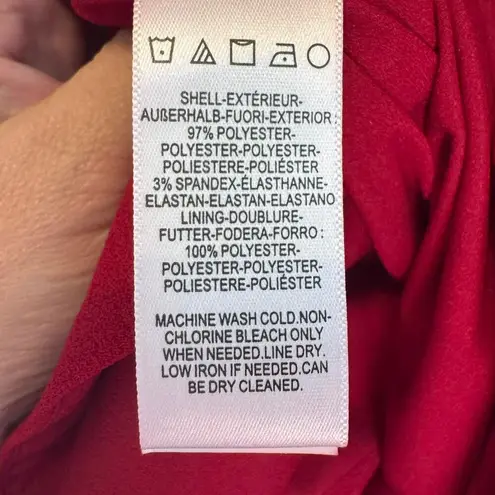 SHELL-EXTÉRIEUR-
AUßERHALB-FUORI-EXTERIOR :
97% POLYESTER-
POLYESTER-POLYESTER-
POLIESTERE-POLIÉSTER
3% SPANDEX-ÉLASTHANNE-
ELASTAN-ELASTAN-ELASTANO
LINING-DOUBLURE-
FUTTER-FODERA-FORRO :
100% POLYESTER-
POLYESTER-POLYESTER-
POLIESTERE-POLIÉSTER
MACHINE WASH COLD.NON-
CHLORINE BLEACH ONLY
WHEN NEEDED.LINE DRY.
LOW IRON IF NEEDED.CAN
BE DRY CLEANED.